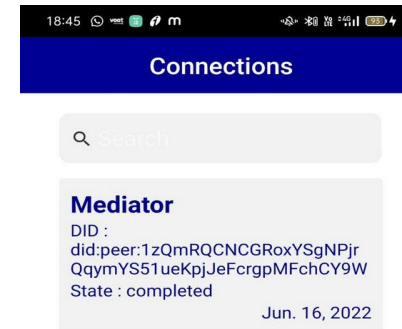 18:45
Connections
Search
Mediator
DID :
did:peer:1zQmRQCNCGRoxYSgNPjr
QqymYS51ueKpjJeFcrgpMFchCY9W
State : completed
Jun. 16, 2022